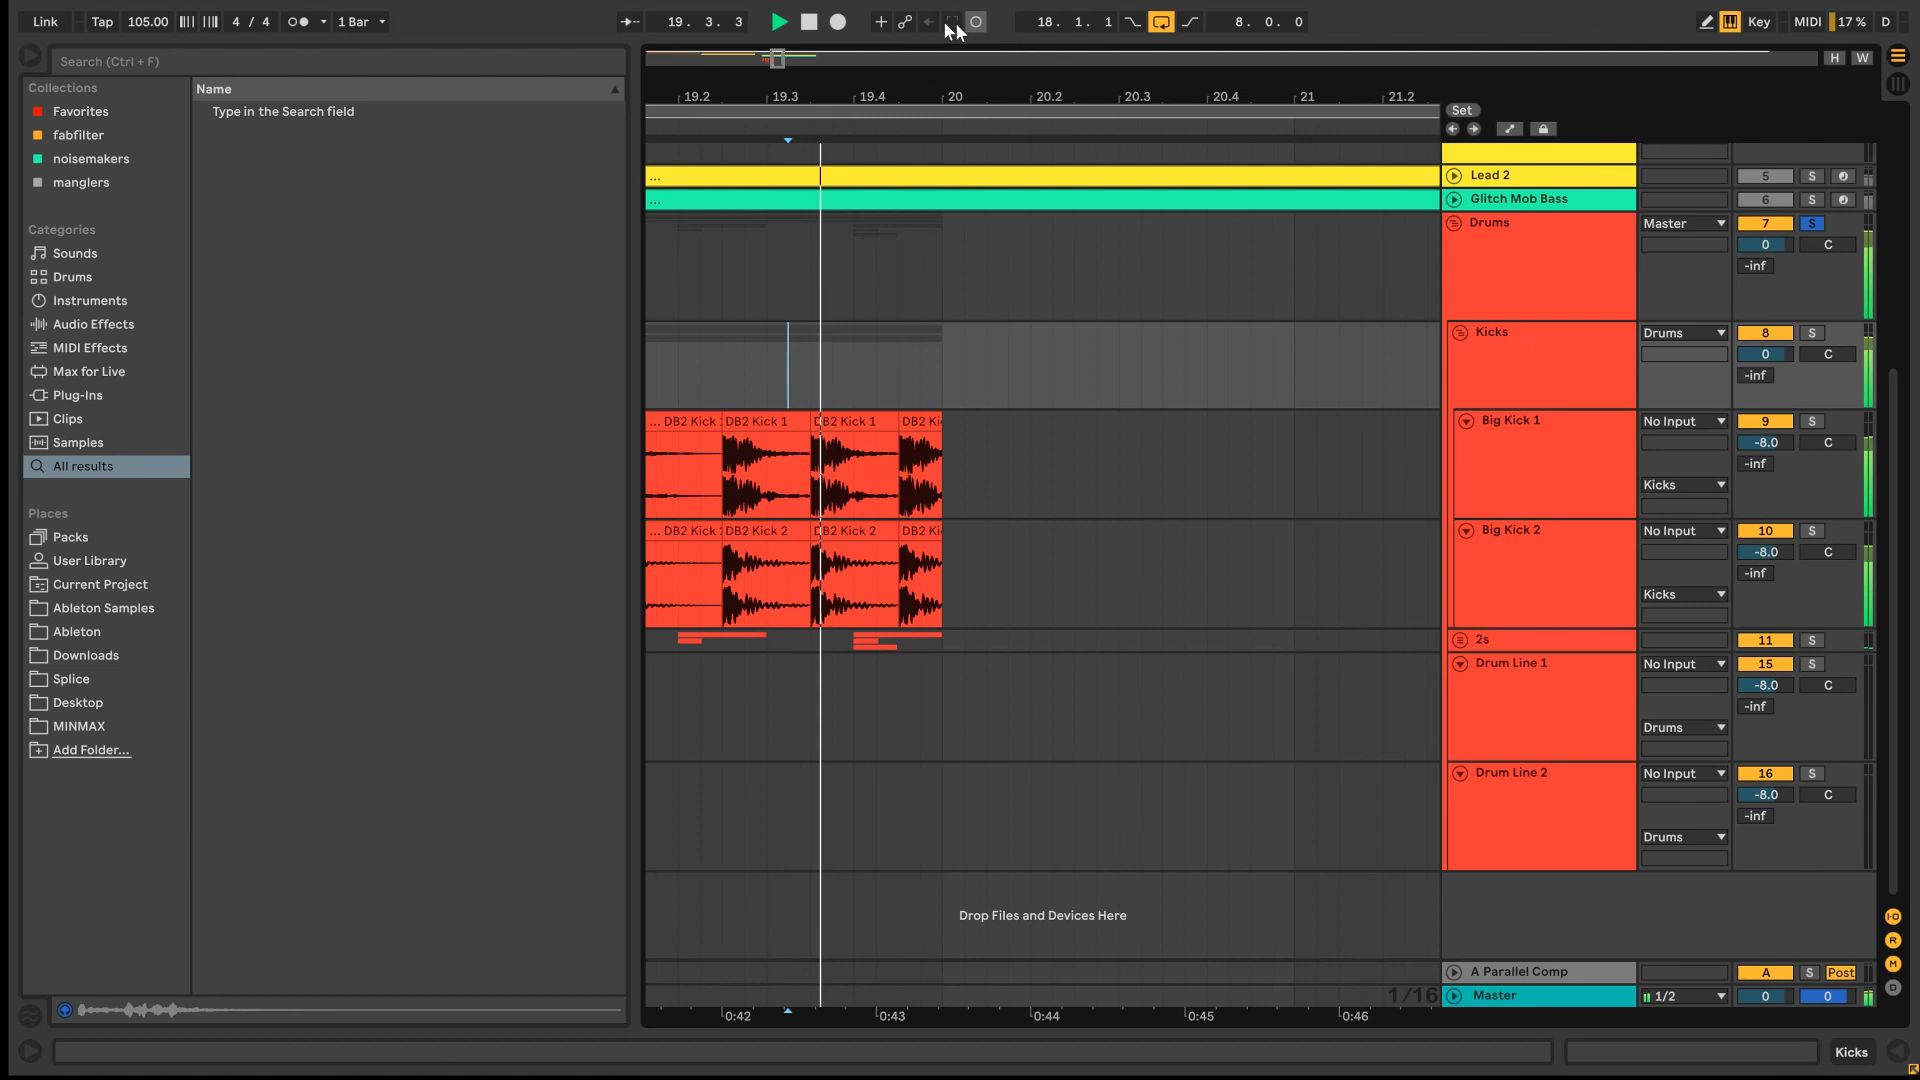 Link Tap 105.00 4 / 4 1 Bar 19. 3. 3 18. 1. 1 8. 0. 0 Key MIDI 17 % D
Search (Ctrl + F)
H W
Collections
Name
Favorites
Type in the Search field
fabfilter
noisemakers
manglers
Categories
Sounds
Drums
Instruments
Audio Effects
MIDI Effects
Max for Live
Plug-Ins
Clips
Samples
All results
Places
Packs
User Library
Current Project
Ableton Samples
Ableton
Downloads
Splice
Desktop
MINMAX
Add Folder...
19.2 19.3 19.4 20 20.2 20.3 20.4 21 21.2
Set
... Lead 2 5 S
... Glitch Mob Bass 6 S
Drums Master 7 S
0 C
-inf
Kicks Drums 8 S
0 C
-inf
... DB2 Kick DB2 Kick 1 DB2 Kick 1 DB2 Ki
Big Kick 1 No Input 9 S
-8.0 C
-inf
Kicks
... DB2 Kick DB2 Kick 2 DB2 Kick 2 DB2 Ki
Big Kick 2 No Input 10 S
-8.0 C
-inf
Kicks
2s 11 S
Drum Line 1 No Input 15 S
-8.0 C
-inf
Drums
Drum Line 2 No Input 16 S
-8.0 C
-inf
Drums
Drop Files and Devices Here
A Parallel Comp A S Post
1/16 Master 1/2 0 0
0:42 0:43 0:44 0:45 0:46
I·O
R
M
D
Kicks